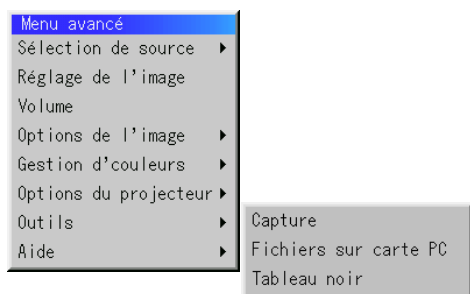 Menu avancé
Sélection de source
Réglage de l'image
Volume
Options de l'image
Gestion d'couleurs
Options du projecteur
Outils
Aide
Capture
Fichiers sur carte PC
Tableau noir